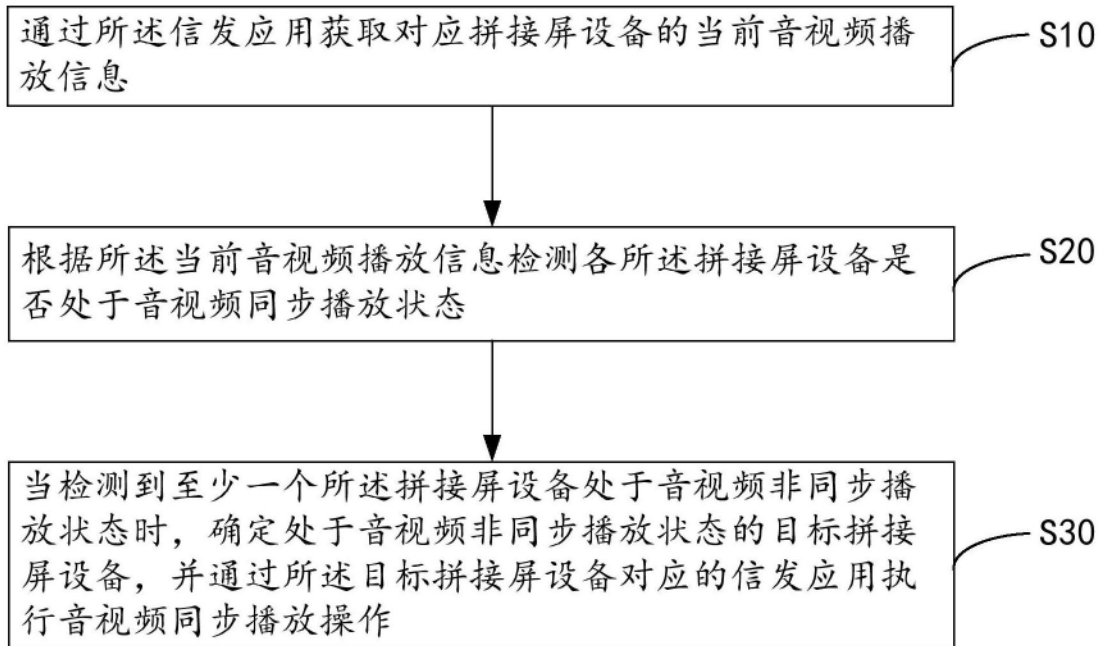 通过所述信发应用获取对应拼接屏设备的当前音视频播
放信息
S10
根据所述当前音视频播放信息检测各所述拼接屏设备是
否处于音视频同步播放状态
S20
当检测到至少一个所述拼接屏设备处于音视频非同步播
放状态时，确定处于音视频非同步播放状态的目标拼接
屏设备，并通过所述目标拼接屏设备对应的信发应用执
行音视频同步播放操作
S30